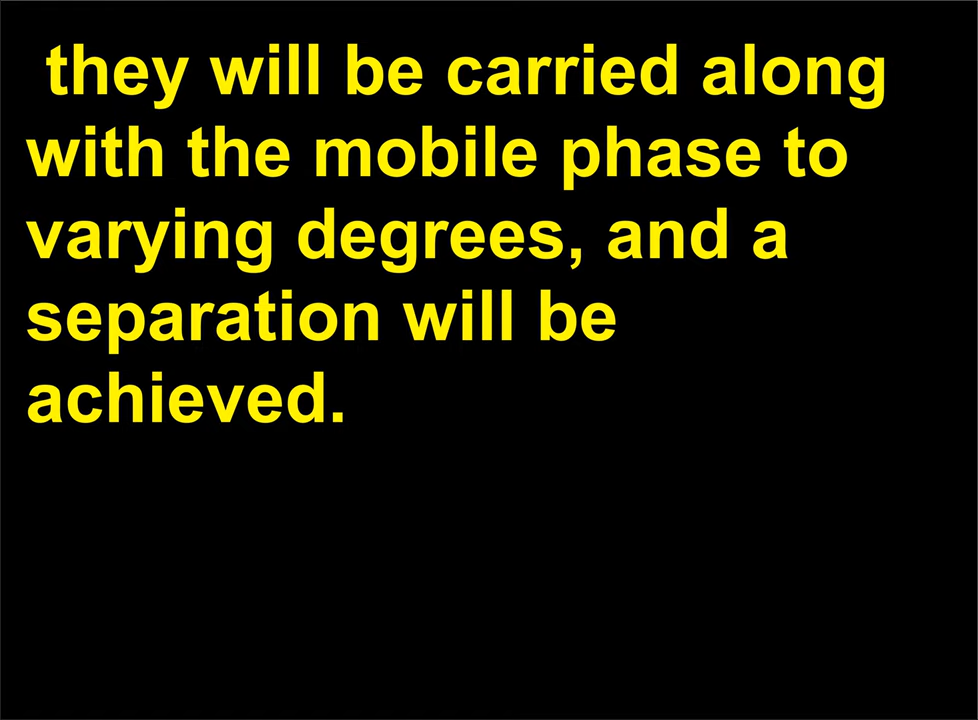 they will be carried along
with the mobile phase to
varying degrees, and a
separation will be
achieved.